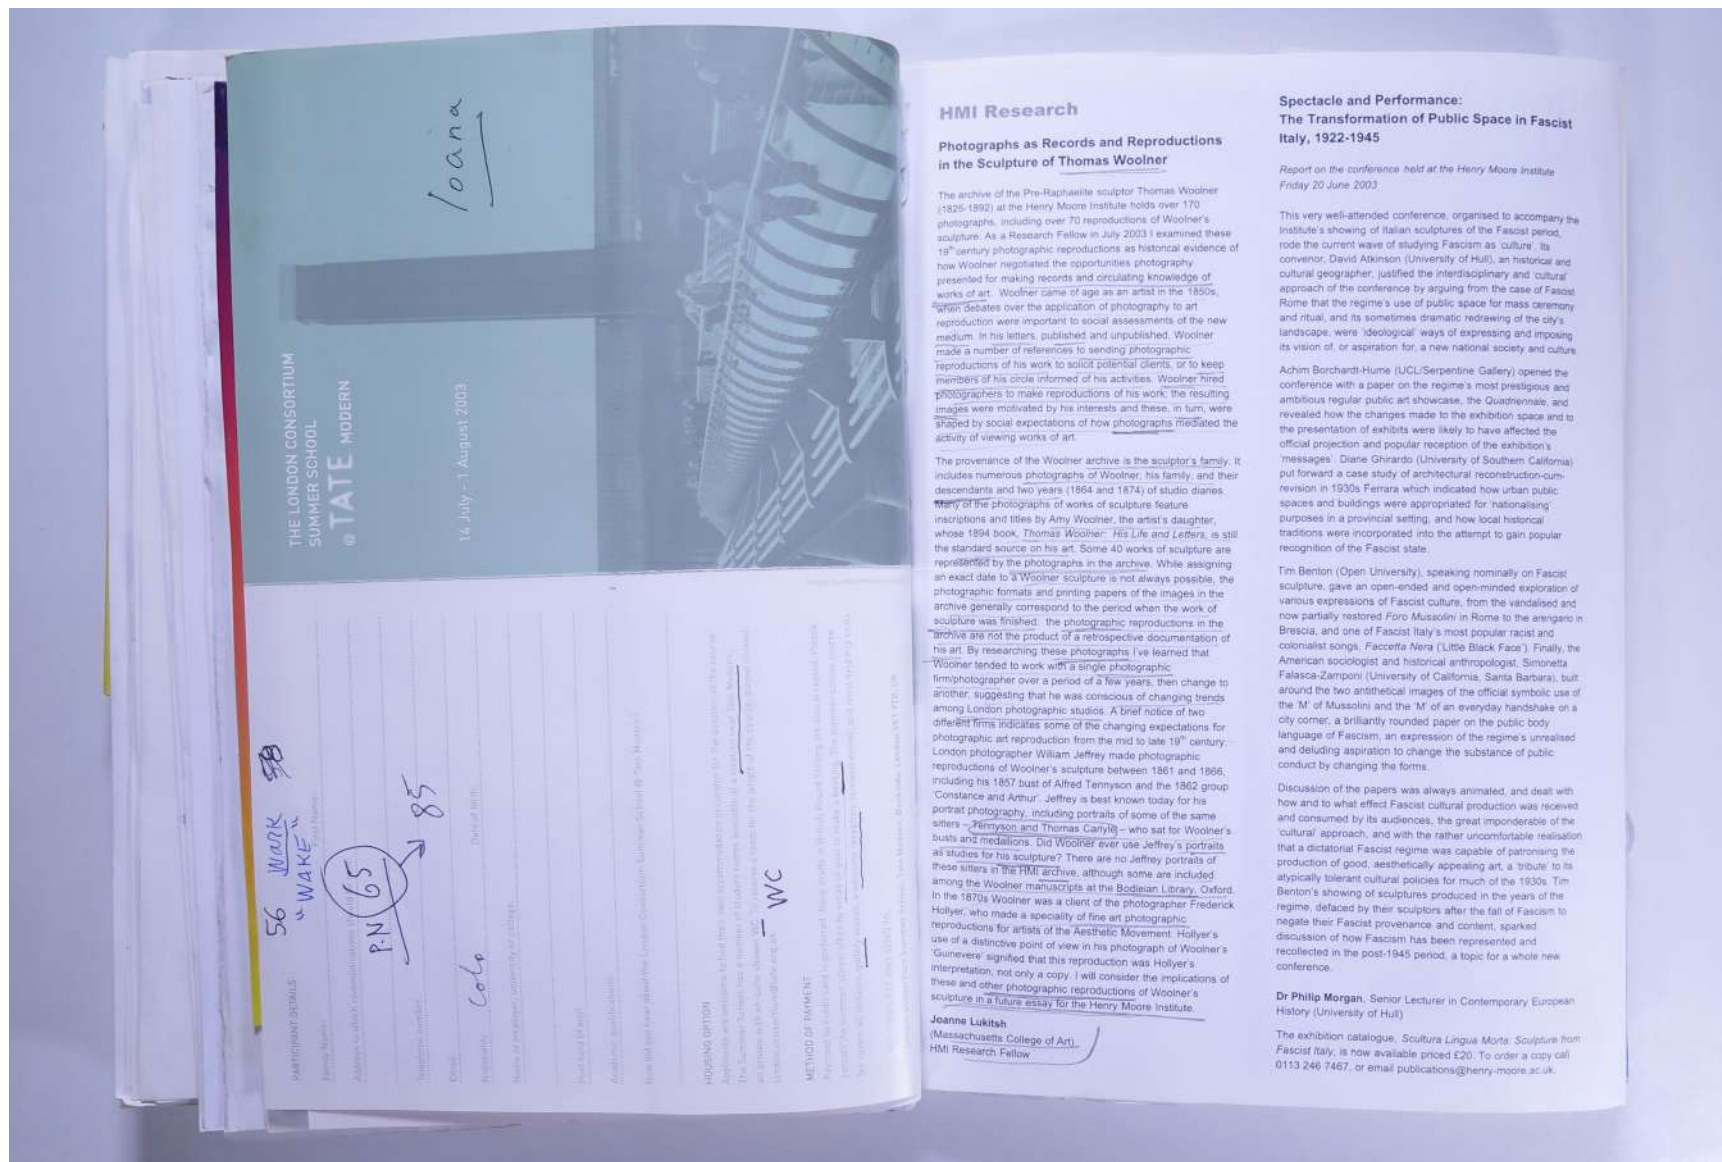 Ioana
THE LONDON CONSORTIUM
SUMMER SCHOOL
@ TATE MODERN
14 July - 1 August 2003
56 Wark 58
"WAKE"
P.N 65
85
Colo
WC
PARTICIPANT DETAILS
Family Name:
First Name:
Date of birth:
HOUSING OPTION
METHOD OF PAYMENT
HMI Research
Photographs as Records and Reproductions
in the Sculpture of Thomas Woolner
The archive of the Pre-Raphaelite sculptor Thomas Woolner
(1825-1892) at the Henry Moore Institute holds over 170
photographs, including over 70 reproductions of Woolner's
sculpture. As a Research Fellow in July 2003 I examined these
19th century photographic reproductions as historical evidence of
how Woolner negotiated the opportunities photography
presented for making records and circulating knowledge of
works of art. Woolner came of age as an artist in the 1850s,
when debates over the application of photography to art
reproduction were important to social assessments of the new
medium. In his letters, published and unpublished, Woolner
made a number of references to sending photographic
reproductions of his work to solicit potential clients, or to keep
members of his circle informed of his activities. Woolner hired
photographers to make reproductions of his work; the resulting
images were motivated by his interests and these, in turn, were
shaped by social expectations of how photographs mediated the
activity of viewing works of art.
The provenance of the Woolner archive is the sculptor's family. It
includes numerous photographs of Woolner, his family, and their
descendants and two years (1864 and 1874) of studio diaries.
Many of the photographs of works of sculpture feature
inscriptions and titles by Amy Woolner, the artist's daughter,
whose 1894 book, Thomas Woolner: His Life and Letters, is still
the standard source on his art. Some 40 works of sculpture are
represented by the photographs in the archive. While assigning
an exact date to a Woolner sculpture is not always possible, the
photographic formats and printing papers of the images in the
archive generally correspond to the period when the work of
sculpture was finished: the photographic reproductions in the
archive are not the product of a retrospective documentation of
his art. By researching these photographs I've learned that
Woolner tended to work with a single photographic
firm/photographer over a period of a few years, then change to
another, suggesting that he was conscious of changing trends
among London photographic studios. A brief notice of two
different firms indicates some of the changing expectations for
photographic art reproduction from the mid to late 19th century.
London photographer William Jeffrey made photographic
reproductions of Woolner's sculpture between 1861 and 1866,
including his 1857 bust of Alfred Tennyson and the 1862 group
'Constance and Arthur'. Jeffrey is best known today for his
portrait photography, including portraits of some of the same
sitters – Tennyson and Thomas Carlyle – who sat for Woolner's
busts and medallions. Did Woolner ever use Jeffrey's portraits
as studies for his sculpture? There are no Jeffrey portraits of
these sitters in the HMI archive, although some are included
among the Woolner manuscripts at the Bodleian Library, Oxford.
In the 1870s Woolner was a client of the photographer Frederick
Hollyer, who made a speciality of fine art photographic
reproductions for artists of the Aesthetic Movement. Hollyer's
use of a distinctive point of view in his photograph of Woolner's
'Guinevere' signified that this reproduction was Hollyer's
interpretation, not only a copy. I will consider the implications of
these and other photographic reproductions of Woolner's
sculpture in a future essay for the Henry Moore Institute.
Joanne Lukitsh
(Massachusetts College of Art)
HMI Research Fellow
Spectacle and Performance:
The Transformation of Public Space in Fascist
Italy, 1922-1945
Report on the conference held at the Henry Moore Institute
Friday 20 June 2003
This very well-attended conference, organised to accompany the
Institute's showing of Italian sculptures of the Fascist period,
rode the current wave of studying Fascism as 'culture'. Its
convenor, David Atkinson (University of Hull), an historical and
cultural geographer, justified the interdisciplinary and 'cultural'
approach of the conference by arguing from the case of Fascist
Rome that the regime's use of public space for mass ceremony
and ritual, and its sometimes dramatic redrawing of the city's
landscape, were 'ideological' ways of expressing and imposing
its vision of, or aspiration for, a new national society and culture.
Achim Borchardt-Hume (UCL/Serpentine Gallery) opened the
conference with a paper on the regime's most prestigious and
ambitious regular public art showcase, the Quadriennale, and
revealed how the changes made to the exhibition space and to
the presentation of exhibits were likely to have affected the
official projection and popular reception of the exhibition's
'messages'. Diane Ghirardo (University of Southern California)
put forward a case study of architectural reconstruction-cum-
revision in 1930s Ferrara which indicated how urban public
spaces and buildings were appropriated for 'nationalising'
purposes in a provincial setting, and how local historical
traditions were incorporated into the attempt to gain popular
recognition of the Fascist state.
Tim Benton (Open University), speaking nominally on Fascist
sculpture, gave an open-ended and open-minded exploration of
various expressions of Fascist culture, from the vandalised and
now partially restored Foro Mussolini in Rome to the arengario in
Brescia, and one of Fascist Italy's most popular racist and
colonialist songs, Faccetta Nera ('Little Black Face'). Finally, the
American sociologist and historical anthropologist, Simonetta
Falasca-Zamponi (University of California, Santa Barbara), built
around the two antithetical images of the official symbolic use of
the 'M' of Mussolini and the 'M' of an everyday handshake on a
city corner, a brilliantly rounded paper on the public body
language of Fascism, an expression of the regime's unrealised
and deluding aspiration to change the substance of public
conduct by changing the forms.
Discussion of the papers was always animated, and dealt with
how and to what effect Fascist cultural production was received
and consumed by its audiences, the great imponderable of the
'cultural' approach, and with the rather uncomfortable realisation
that a dictatorial Fascist regime was capable of patronising the
production of good, aesthetically appealing art, a 'tribute' to its
atypically tolerant cultural policies for much of the 1930s. Tim
Benton's showing of sculptures produced in the years of the
regime, defaced by their sculptors after the fall of Fascism to
negate their Fascist provenance and content, sparked
discussion of how Fascism has been represented and
recollected in the post-1945 period, a topic for a whole new
conference.
Dr Philip Morgan, Senior Lecturer in Contemporary European
History (University of Hull)
The exhibition catalogue, Scultura Lingua Morta: Sculpture from
Fascist Italy, is now available priced £20. To order a copy call
0113 246 7467, or email publications@henry-moore.ac.uk.